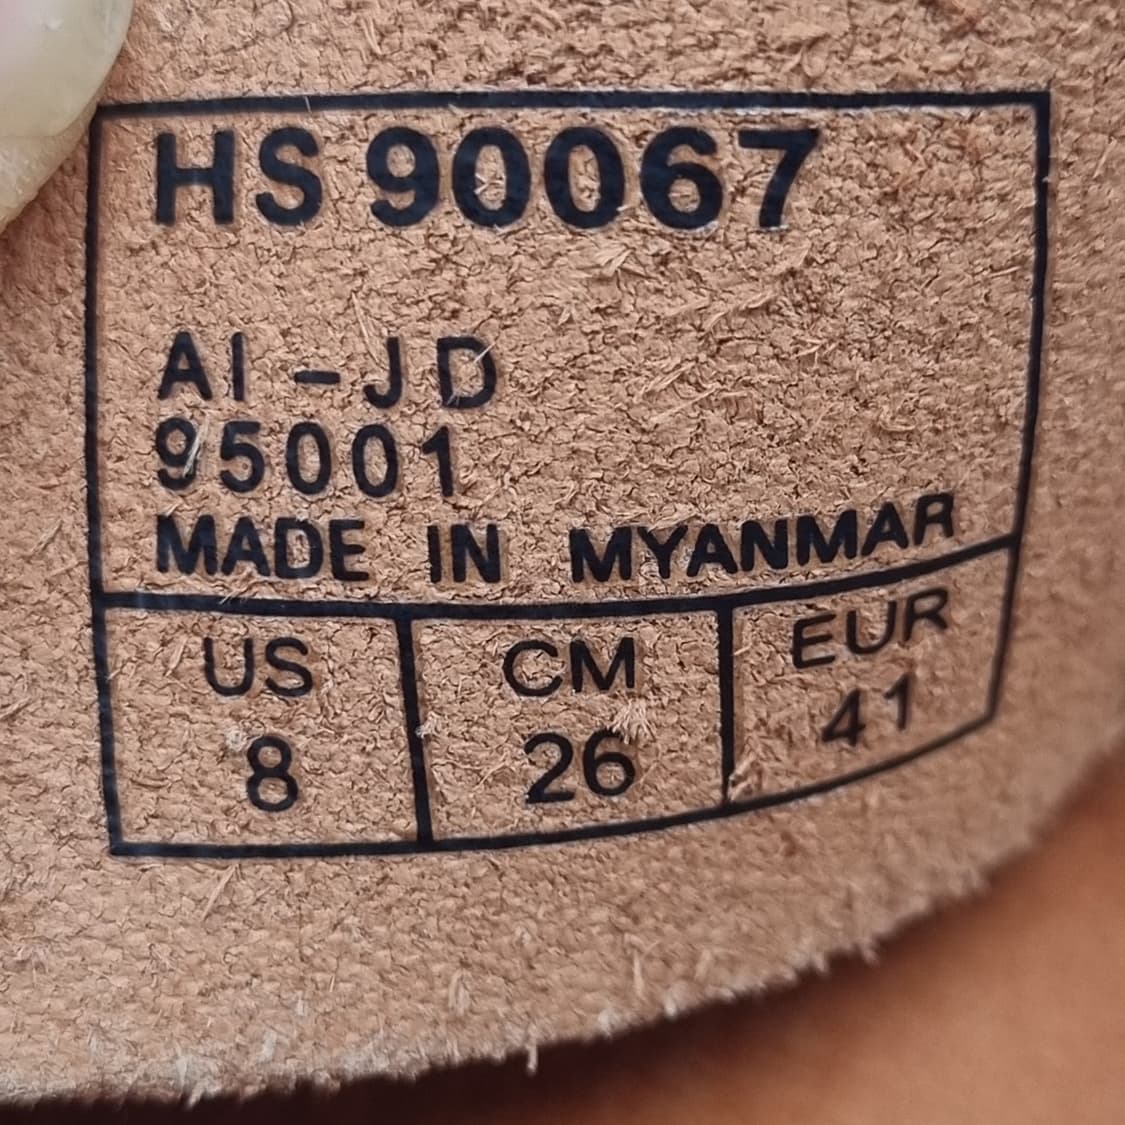 HS 90067
AI-JD
95001
MADE IN MYANMAR
US CM EUR
8 26 41